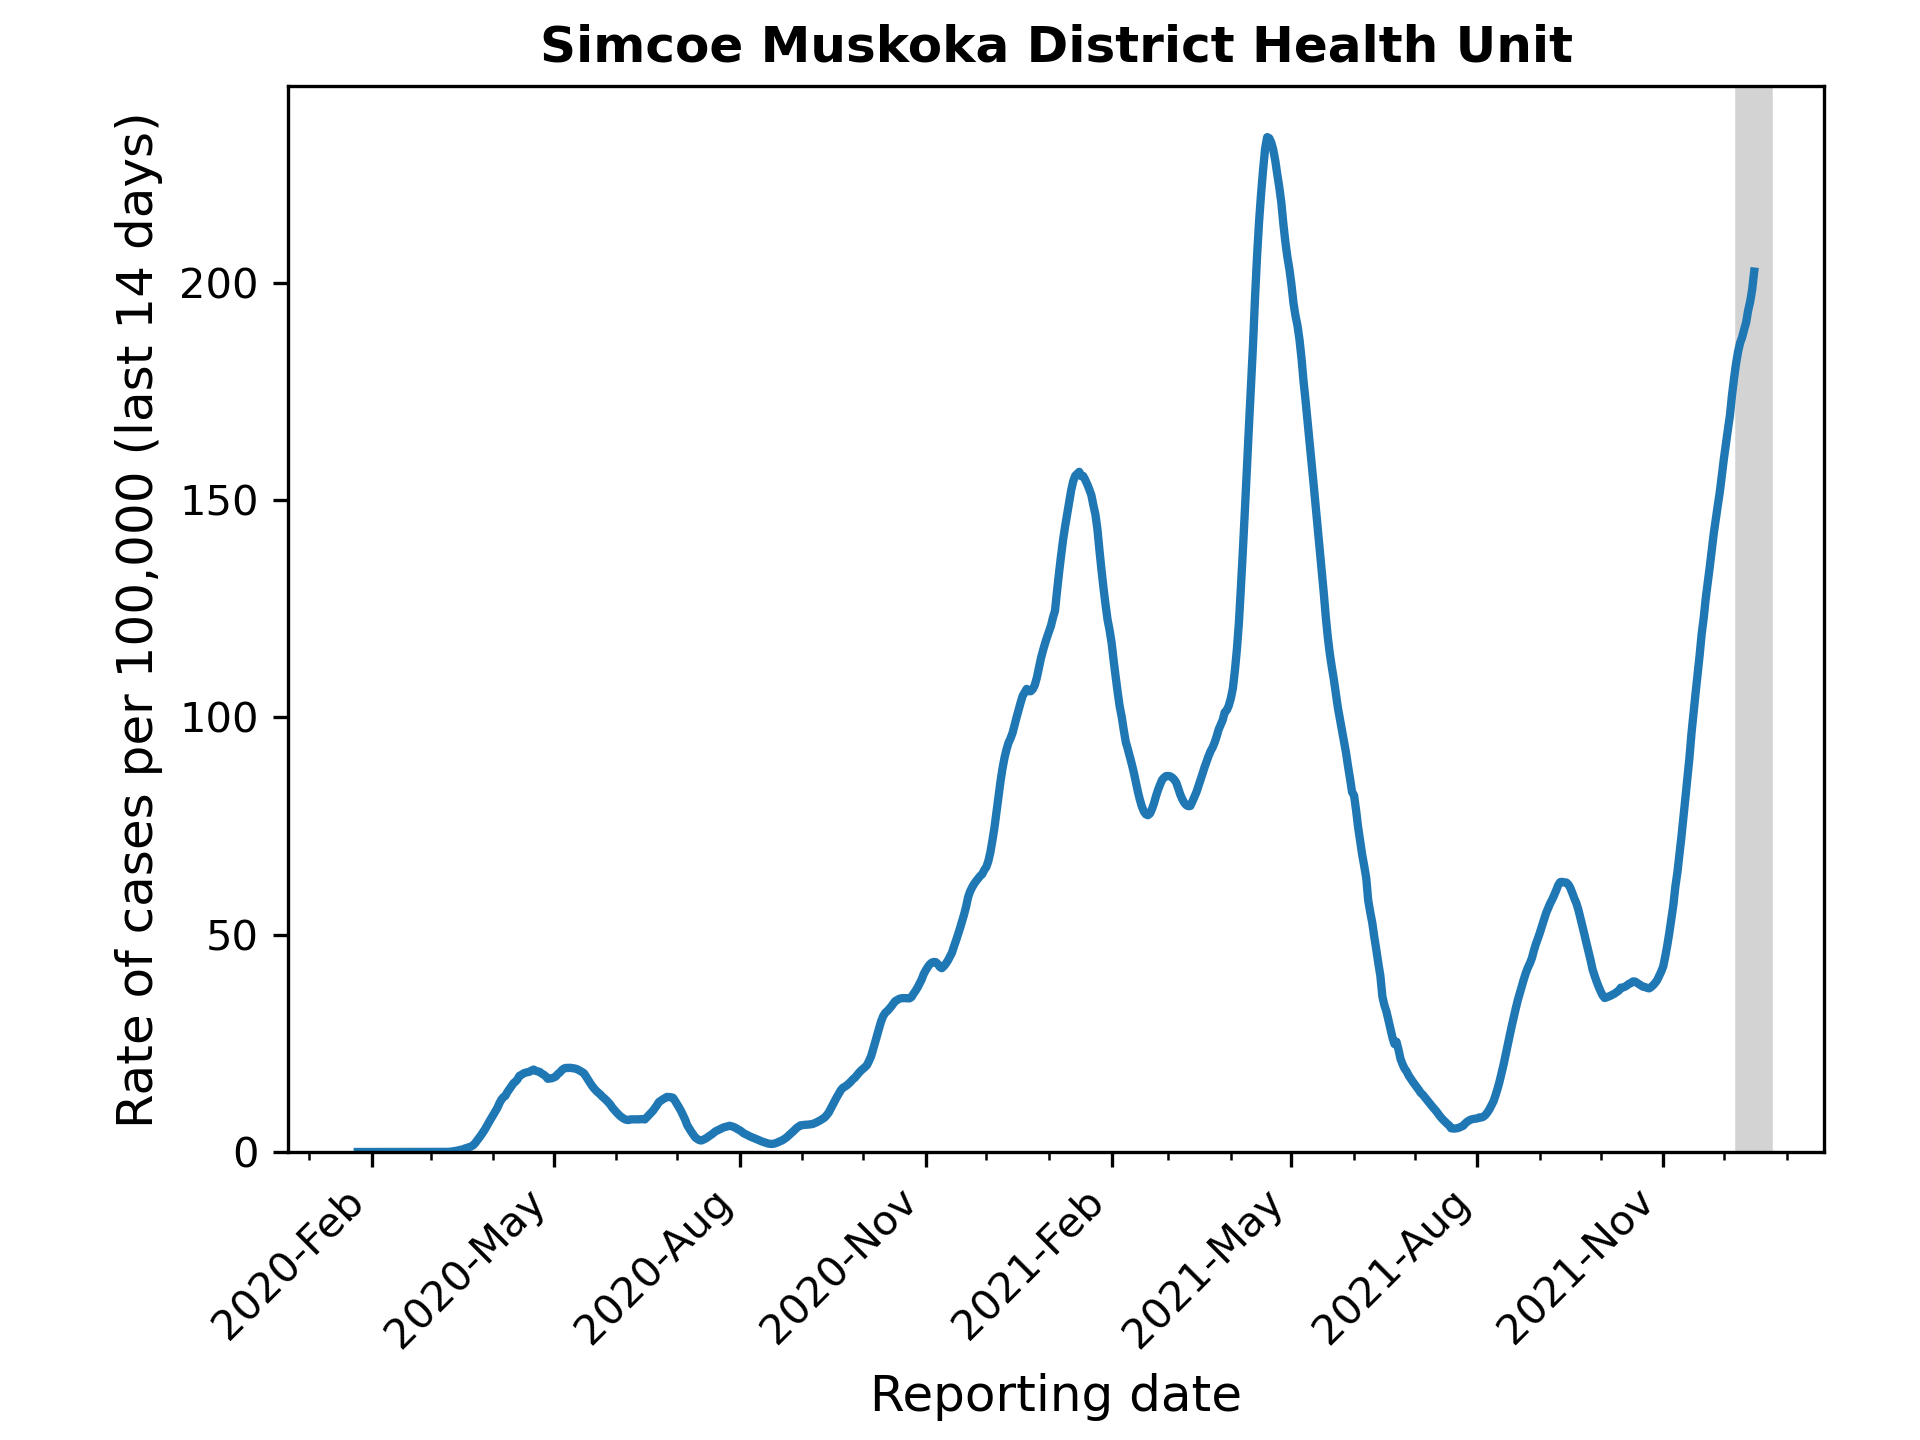 Simcoe Muskoka District Health Unit
Rate of cases per 100,000 (last 14 days)
200
150
100
50
0
2020-Feb
2020-May
2020-Aug
2020-Nov
2021-Feb
2021-May
2021-Aug
2021-Nov
Reporting date